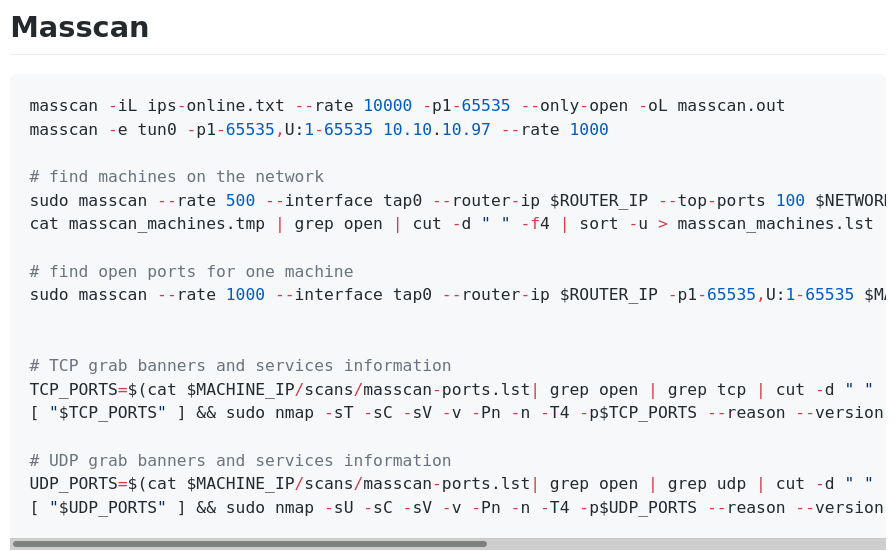 Masscan
masscan -iL ips-online.txt --rate 10000 -p1-65535 --only-open -oL masscan.out
masscan -e tun0 -p1-65535,U:1-65535 10.10.10.97 --rate 1000
# find machines on the network
sudo masscan --rate 500 --interface tap0 --router-ip $ROUTER_IP --top-ports 100 $NETWORK
cat masscan_machines.tmp | grep open | cut -d " " -f4 | sort -u > masscan_machines.lst
# find open ports for one machine
sudo masscan --rate 1000 --interface tap0 --router-ip $ROUTER_IP -p1-65535,U:1-65535 $MA
# TCP grab banners and services information
TCP_PORTS=$(cat $MACHINE_IP/scans/masscan-ports.lst| grep open | grep tcp | cut -d " "
[ "$TCP_PORTS" ] && sudo nmap -sT -sC -sV -v -Pn -n -T4 -p$TCP_PORTS --reason --version
# UDP grab banners and services information
UDP_PORTS=$(cat $MACHINE_IP/scans/masscan-ports.lst| grep open | grep udp | cut -d " "
[ "$UDP_PORTS" ] && sudo nmap -sU -sC -sV -v -Pn -n -T4 -p$UDP_PORTS --reason --version